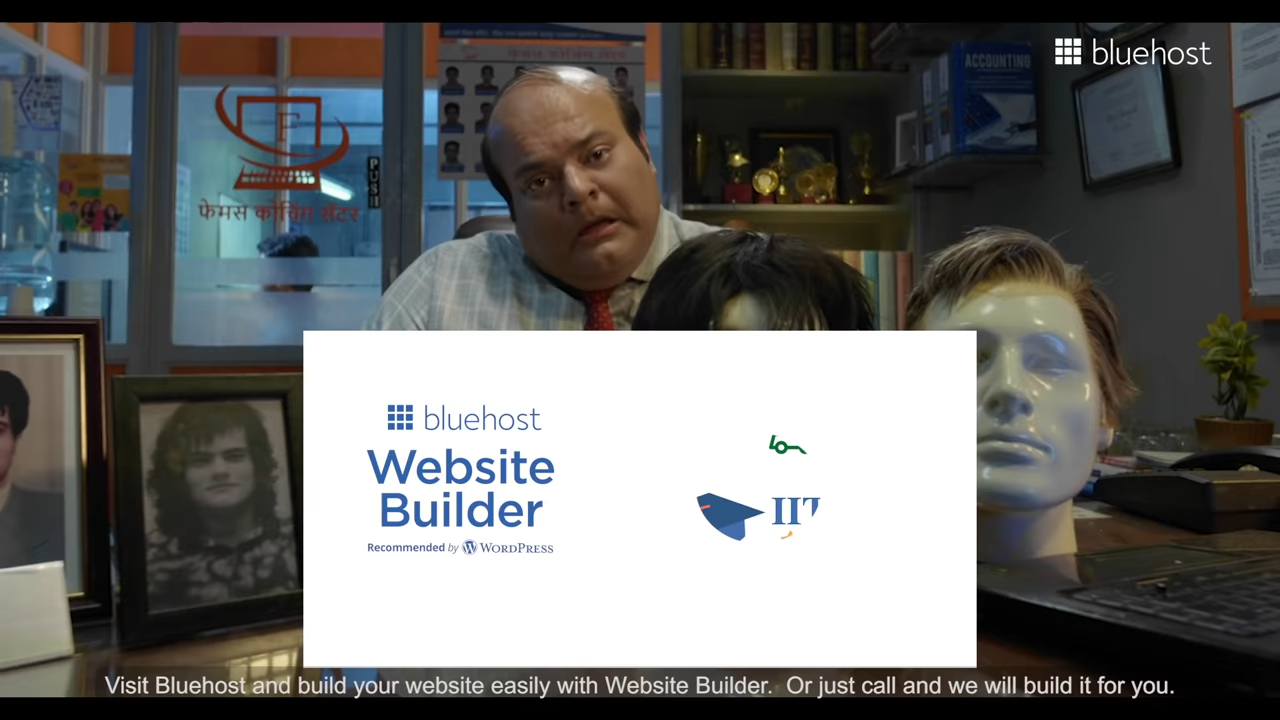 bluehost
ACCOUNTING
F
PUSH
फेमस कोचिंग सेंटर
bluehost
Website
Builder
Recommended by WORDPRESS
IIT
Visit Bluehost and build your website easily with Website Builder. Or just call and we will build it for you.